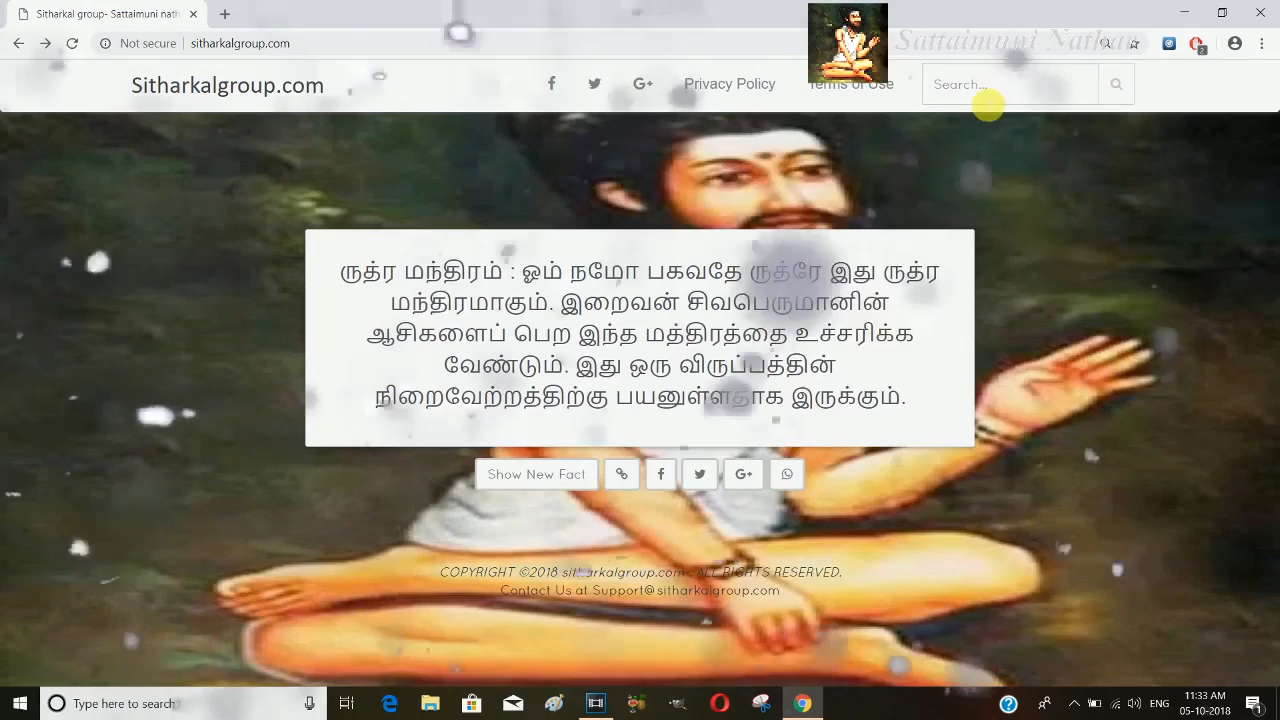 Sitharkal group- Sattaimuni nath
Sattaimuni Nathan
sitharkalgroup.com
Sitharkalgroup.com
Privacy Policy
Terms of Use
Search...
ருத்ர மந்திரம் : ஓம் நமோ பகவதே ருத்ரே இது ருத்ர
மந்திரமாகும். இறைவன் சிவபெருமானின்
ஆசிகளைப் பெற இந்த மத்திரத்தை உச்சரிக்க
வேண்டும். இது ஒரு விருப்பத்தின்
நிறைவேற்றத்திற்கு பயனுள்ளதாக இருக்கும்.
Show New Fact
COPYRIGHT ©2018 sitharkalgroup.com . ALL RIGHTS RESERVED.
Contact Us at Support@sitharkalgroup.com
Type here to search
ENG
11:33 AM
05-10-2018